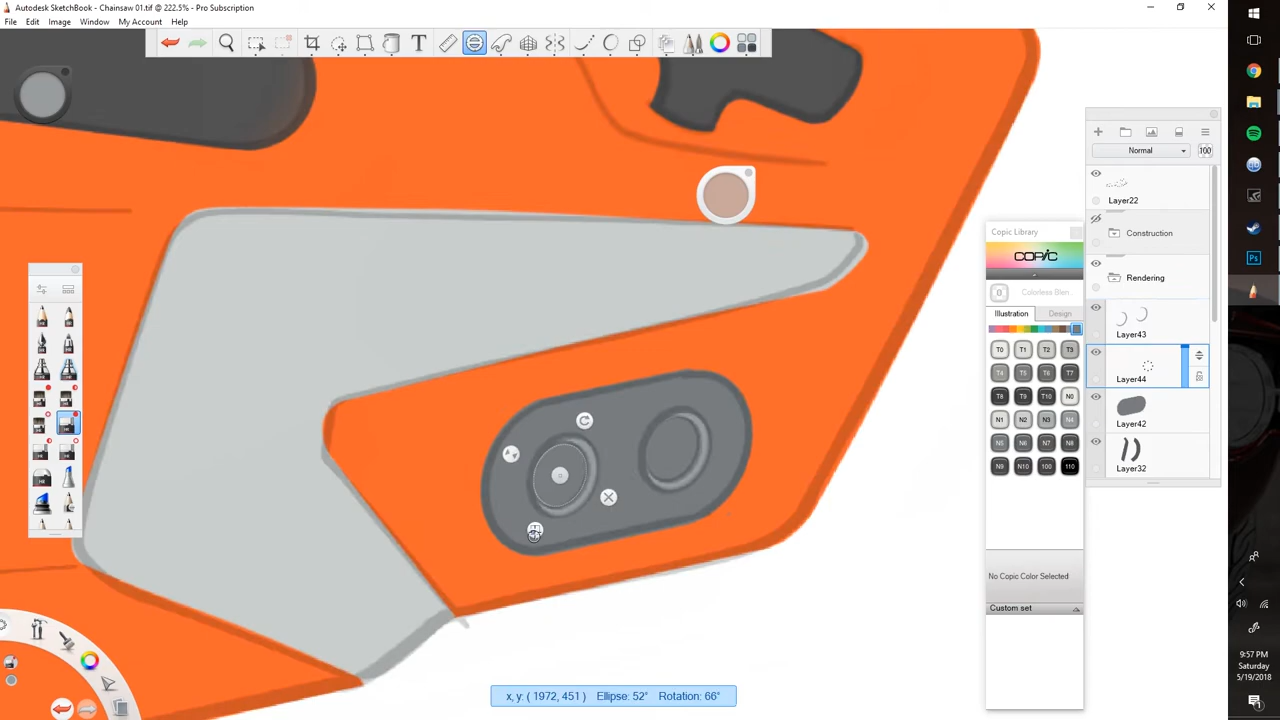 Autodesk SketchBook - Chainsaw 01.tif @ 222.5% - Pro Subscription
File Edit Image Window My Account Help
T
Normal 100
Layer22
Construction
Rendering
Layer43
Layer44
Layer42
Layer32
Copic Library
COPIC
0 Colorless Blen...
Illustration Design
T0 T1 T2 T3
T4 T5 T6 T7
T8 T9 T10 N0
N1 N2 N3 N4
N5 N6 N7 N8
N9 N10 100 110
No Copic Color Selected
Custom set
x, y: ( 1972, 451 ) Ellipse: 52° Rotation: 66°
Ps
9:57 PM
Saturday
5/19/2018